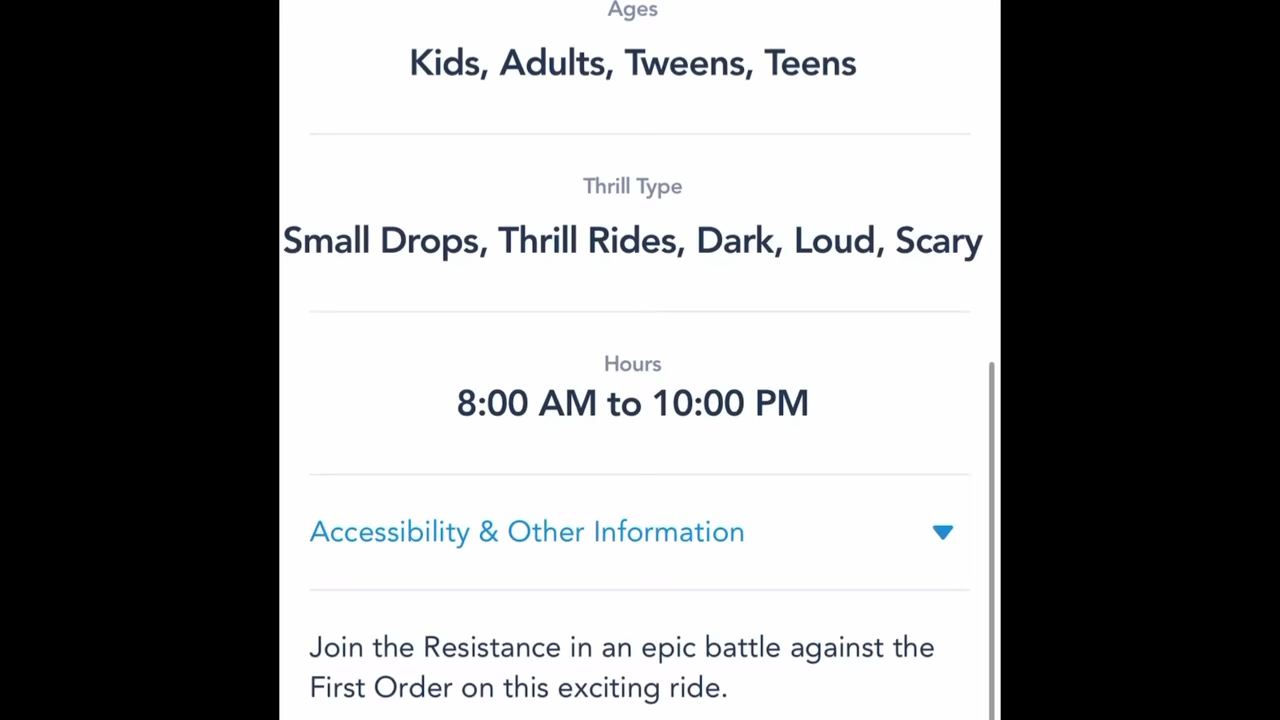 Ages
Kids, Adults, Tweens, Teens
Thrill Type
Small Drops, Thrill Rides, Dark, Loud, Scary
Hours
8:00 AM to 10:00 PM
Accessibility & Other Information
Join the Resistance in an epic battle against the
First Order on this exciting ride.